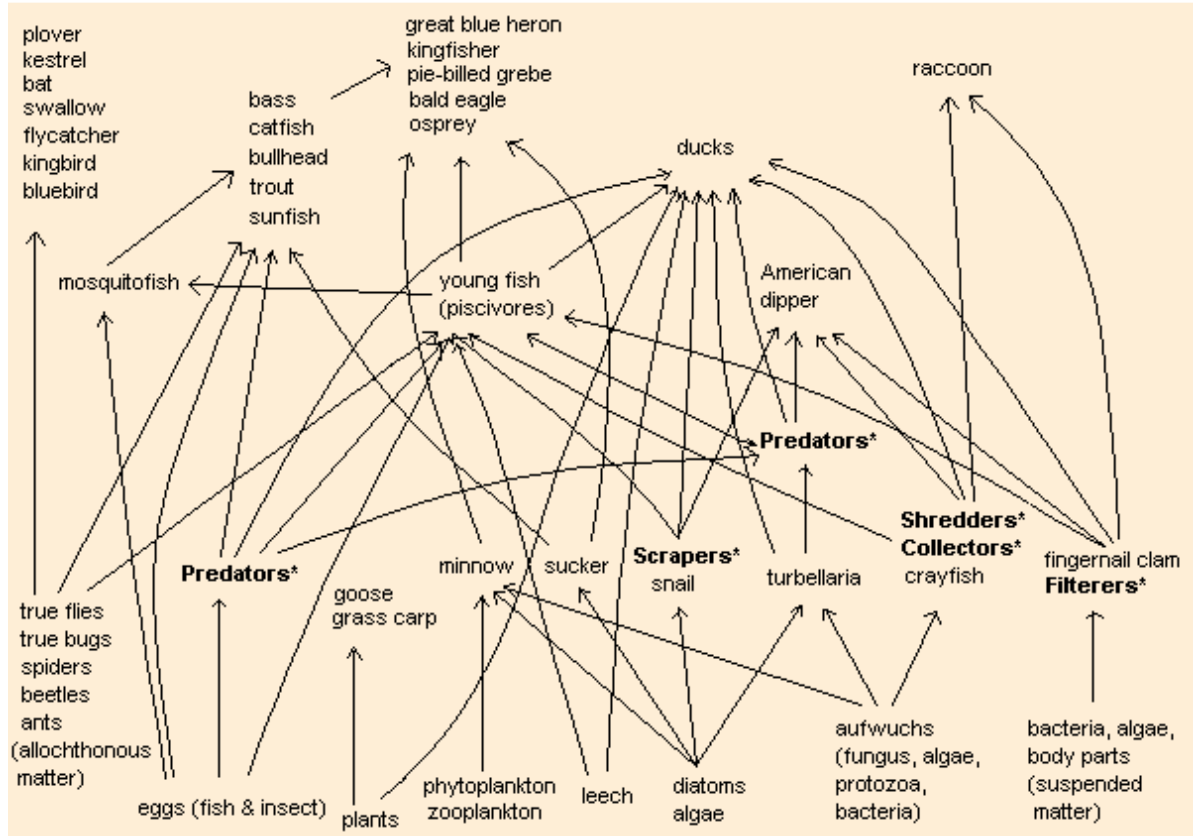 plover
kestrel
bat
swallow
flycatcher
kingbird
bluebird
bass
catfish
bullhead
trout
sunfish
great blue heron
kingfisher
pie-billed grebe
bald eagle
osprey
raccoon
ducks
mosquitofish
young fish
(piscivores)
American
dipper
Predators*
Predators*
goose
grass carp
minnow
sucker
Scrapers*
snail
turbellaria
Shredders*
Collectors*
crayfish
fingernail clam
Filterers*
true flies
true bugs
spiders
beetles
ants
(allochthonous
matter)
eggs (fish & insect)
plants
phytoplankton
zooplankton
leech
diatoms
algae
aufwuchs
(fungus, algae,
protozoa,
bacteria)
bacteria, algae,
body parts
(suspended
matter)